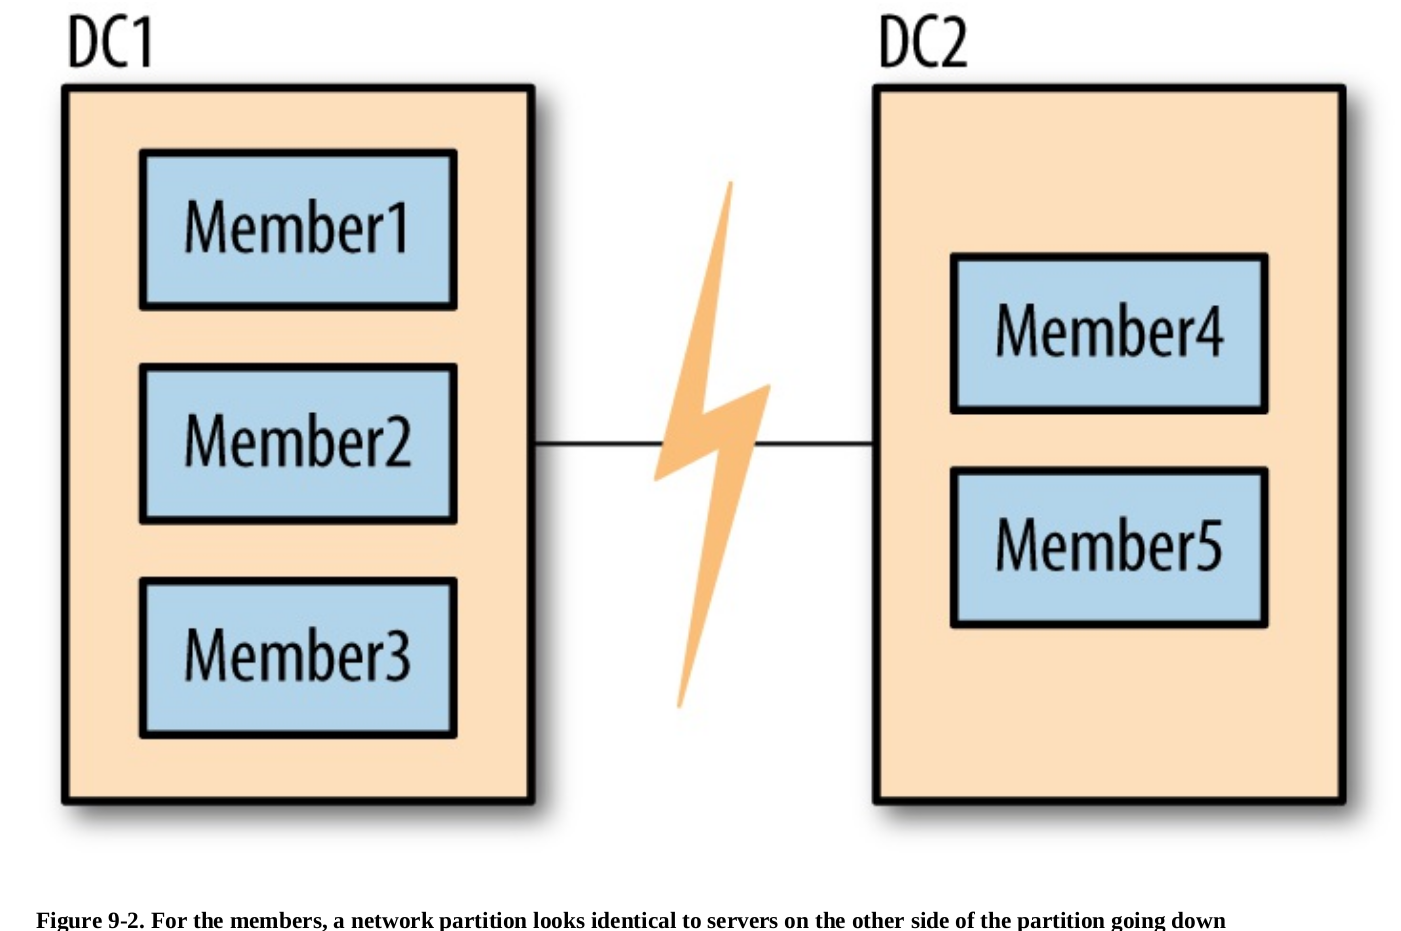 DC1
DC2
Member1
Member2
Member3
Member4
Member5
Figure 9-2. For the members, a network partition looks identical to servers on the other side of the partition going down